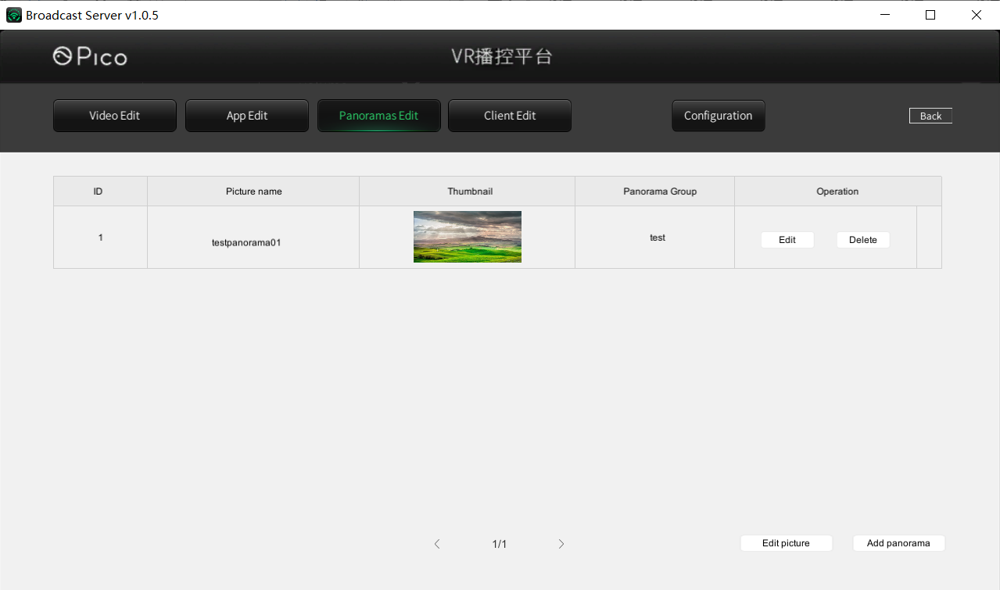 Broadcast Server v1.0.5
Pico
VR播控平台
Video Edit
App Edit
Panoramas Edit
Client Edit
Configuration
Back
ID
Picture name
Thumbnail
Panorama Group
Operation
1
testpanorama01
test
Edit
Delete
1/1
Edit picture
Add panorama